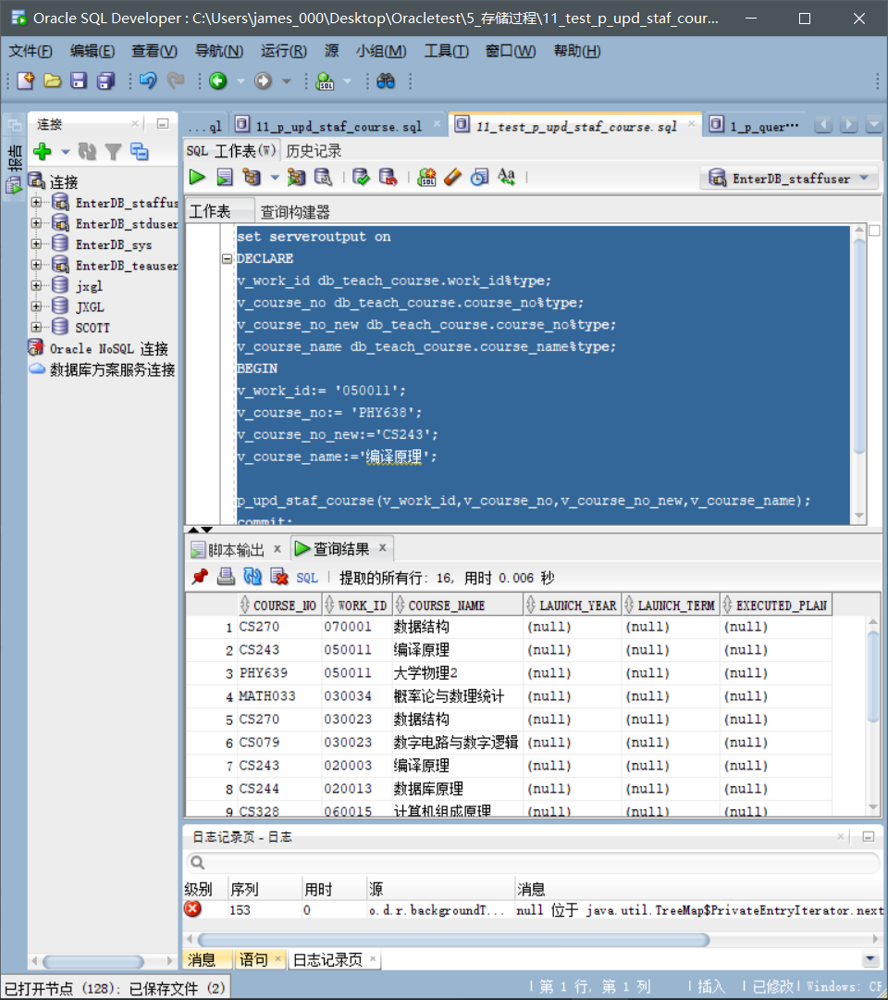 Oracle SQL Developer : C:\Users\james_000\Desktop\Oracletest\5_存储过程\11_test_p_upd_staf_cour...
文件(F) 编辑(E) 查看(V) 导航(N) 运行(R) 源 小组(M) 工具(T) 窗口(W) 帮助(H)
连接
报告
连接
EnterDB_staffus
EnterDB_stduser
EnterDB_sys
EnterDB_teauser
jxgl
JXGL
SCOTT
Oracle NoSQL 连接
数据库方案服务连接
...ql 11_p_upd_staf_course.sql 11_test_p_upd_staf_course.sql 1_p_quer...
SQL 工作表(W) 历史记录
EnterDB_staffuser
工作表 查询构建器
set serveroutput on
DECLARE
v_work_id db_teach_course.work_id%type;
v_course_no db_teach_course.course_no%type;
v_course_no_new db_teach_course.course_no%type;
v_course_name db_teach_course.course_name%type;
BEGIN
v_work_id:= '050011';
v_course_no:= 'PHY638';
v_course_no_new:='CS243';
v_course_name:='编译原理';
p_upd_staf_course(v_work_id,v_course_no,v_course_no_new,v_course_name);
commit;
脚本输出 查询结果
SQL 提取的所有行: 16, 用时 0.006 秒
COURSE_NO WORK_ID COURSE_NAME LAUNCH_YEAR LAUNCH_TERM EXECUTED_PLAN
1 CS270 070001 数据结构 (null) (null) (null)
2 CS243 050011 编译原理 (null) (null) (null)
3 PHY639 050011 大学物理2 (null) (null) (null)
4 MATH033 030034 概率论与数理统计 (null) (null) (null)
5 CS270 030023 数据结构 (null) (null) (null)
6 CS079 030023 数字电路与数字逻辑 (null) (null) (null)
7 CS243 020003 编译原理 (null) (null) (null)
8 CS244 020013 数据库原理 (null) (null) (null)
9 CS328 060015 计算机组成原理 (null) (null) (null)
日志记录页 - 日志
级别 序列 用时 源 消息
153 0 o.d.r.backgroundT... null 位于 java.util.TreeMap$PrivateEntryIterator.next
消息 语句 日志记录页
已打开节点 (128); 已保存文件 (2)
第 1 行, 第 1 列 插入 已修改 Windows: CF